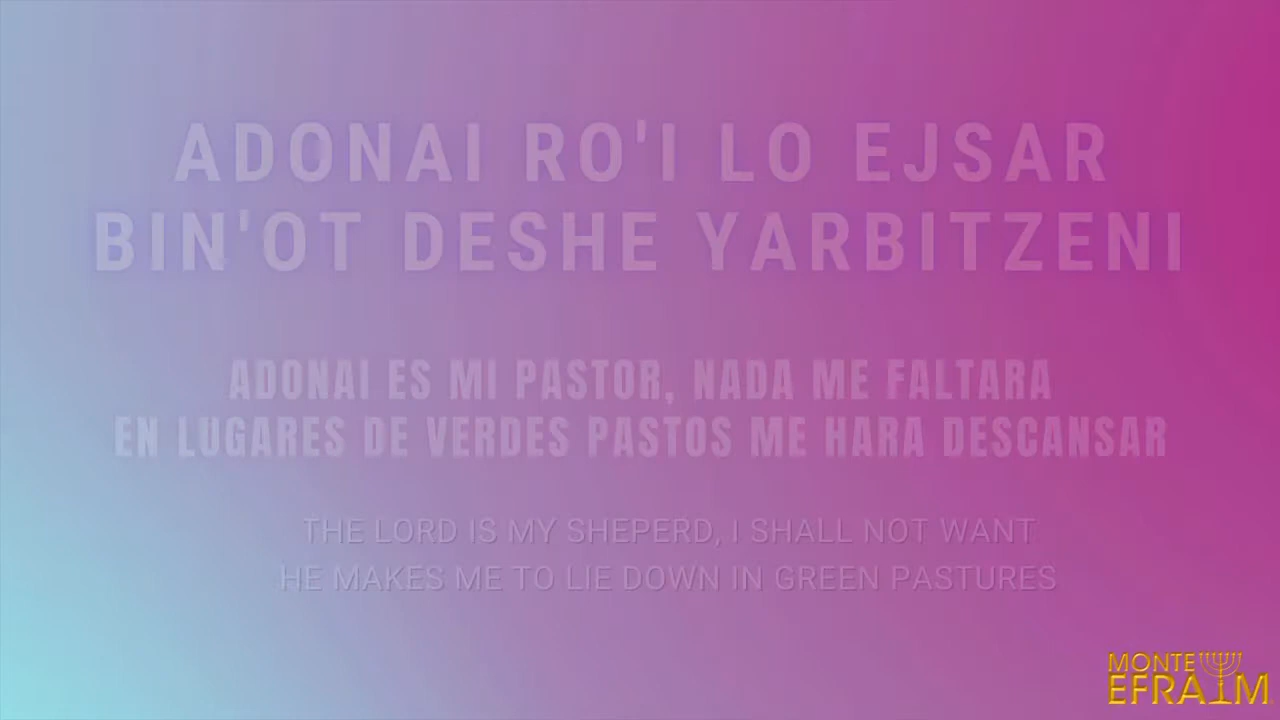 ADONAI RO'I LO EJSAR
BIN'OT DESHE YARBITZENI
ADONAI ES MI PASTOR, NADA ME FALTARA
EN LUGARES DE VERDES PASTOS ME HARA DESCANSAR
THE LORD IS MY SHEPERD, I SHALL NOT WANT
HE MAKES ME TO LIE DOWN IN GREEN PASTURES
MONTE
EFRAIM